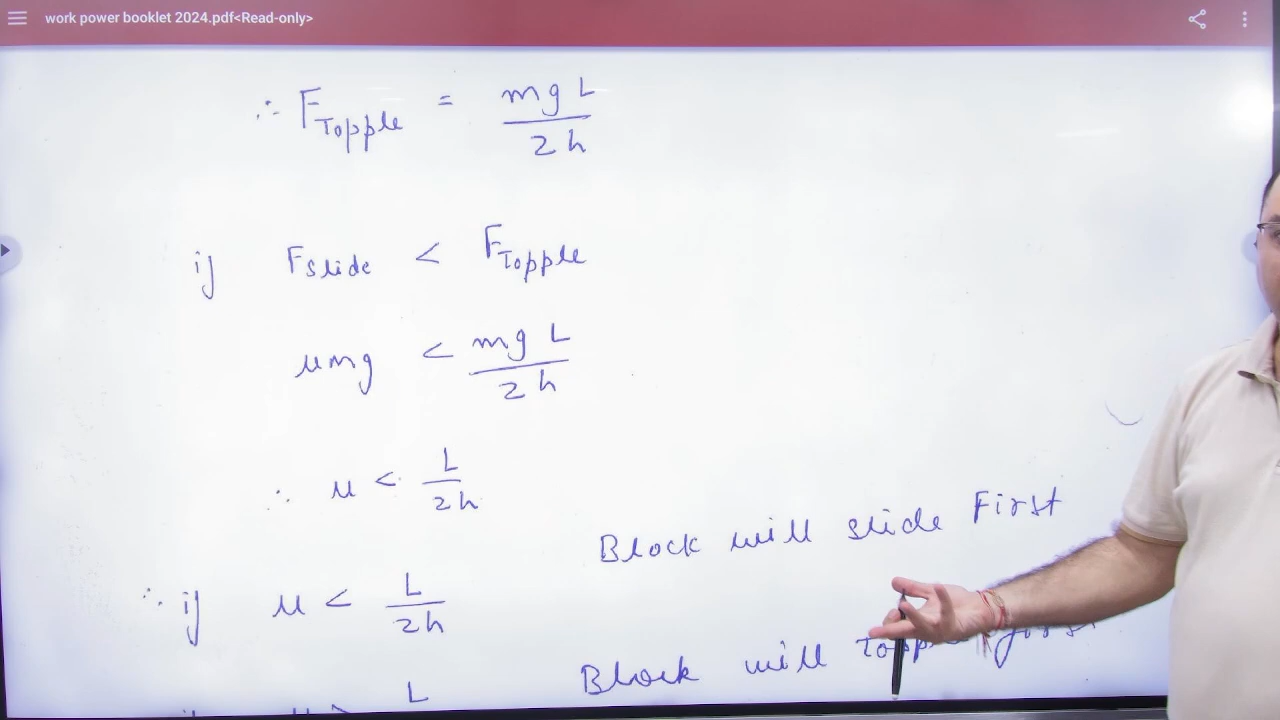 work power booklet 2024.pdf<Read-only>
∴ F_Topple = mgL / 2h
if F_slide < F_Topple
μmg < mgL / 2h
∴ μ < L / 2h
Block will slide First
∴ if μ < L / 2h
Block will
L